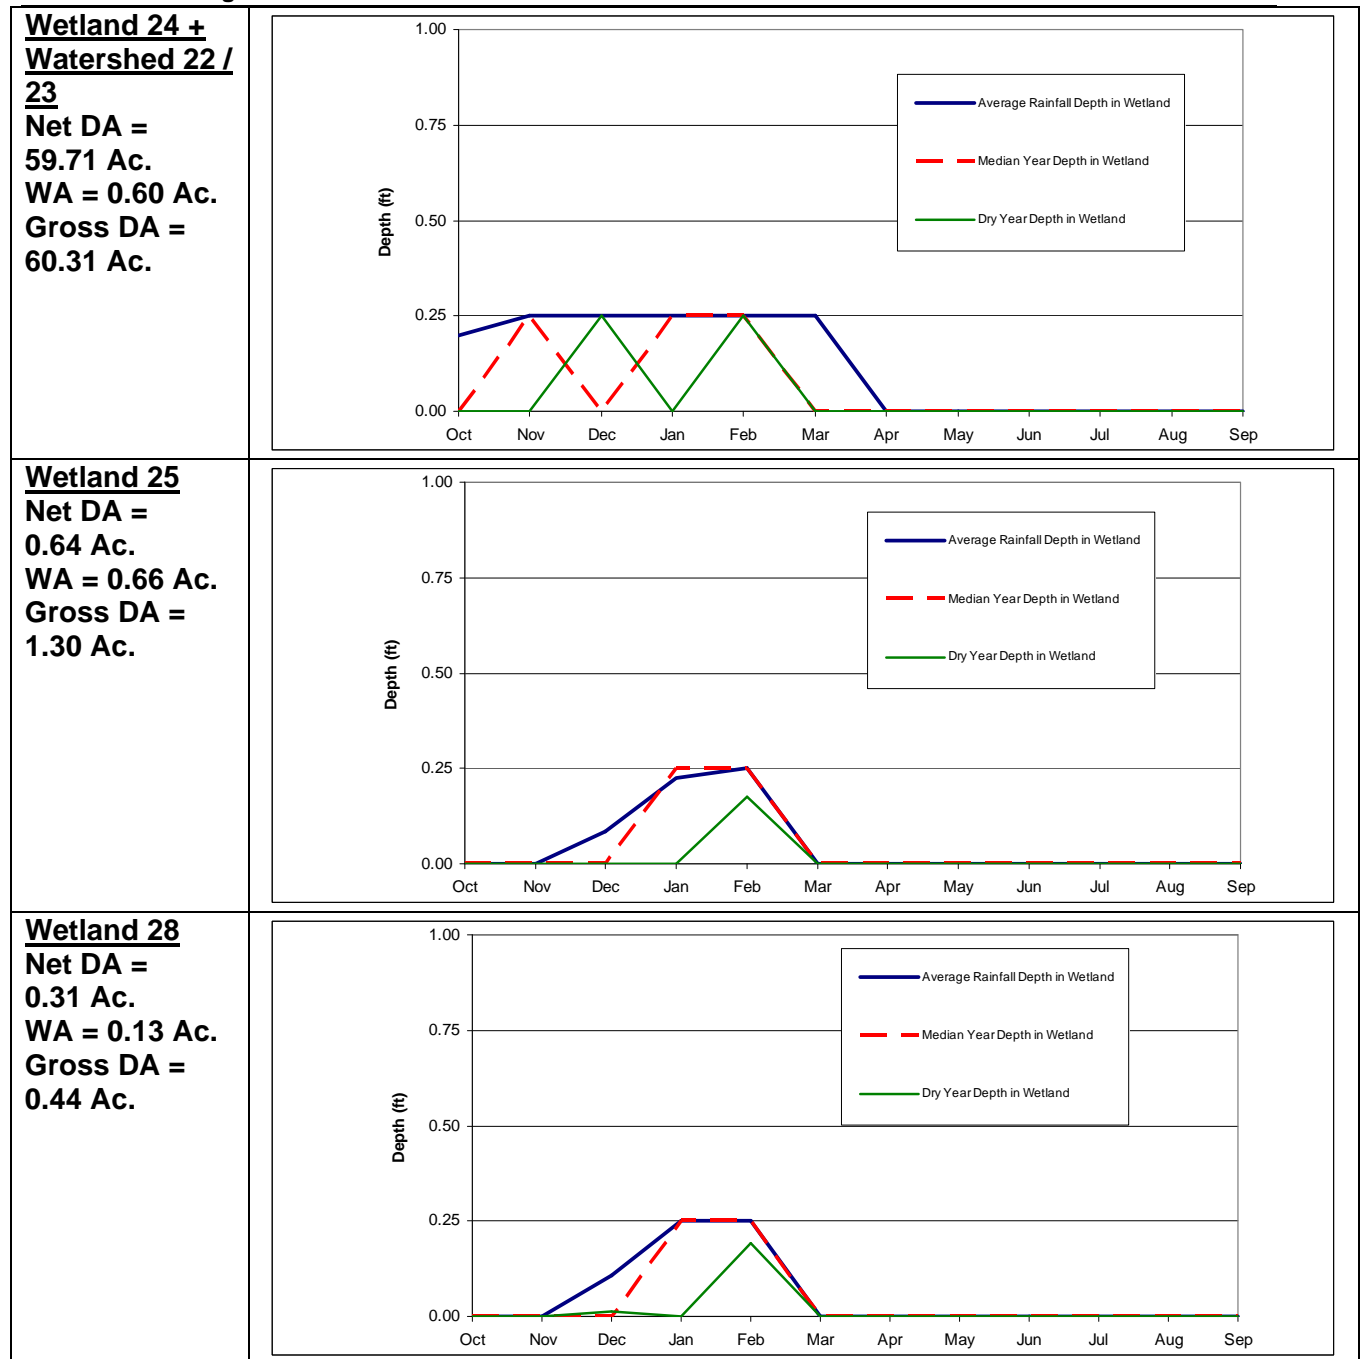 Wetland 24 +
Watershed 22 /
23
Net DA =
59.71 Ac.
WA = 0.60 Ac.
Gross DA =
60.31 Ac.
1.00
0.75
0.50
0.25
0.00
Depth (ft)
Average Rainfall Depth in Wetland
Median Year Depth in Wetland
Dry Year Depth in Wetland
Oct Nov Dec Jan Feb Mar Apr May Jun Jul Aug Sep
Wetland 25
Net DA =
0.64 Ac.
WA = 0.66 Ac.
Gross DA =
1.30 Ac.
1.00
0.75
0.50
0.25
0.00
Depth (ft)
Average Rainfall Depth in Wetland
Median Year Depth in Wetland
Dry Year Depth in Wetland
Oct Nov Dec Jan Feb Mar Apr May Jun Jul Aug Sep
Wetland 28
Net DA =
0.31 Ac.
WA = 0.13 Ac.
Gross DA =
0.44 Ac.
1.00
0.75
0.50
0.25
0.00
Depth (ft)
Average Rainfall Depth in Wetland
Median Year Depth in Wetland
Dry Year Depth in Wetland
Oct Nov Dec Jan Feb Mar Apr May Jun Jul Aug Sep